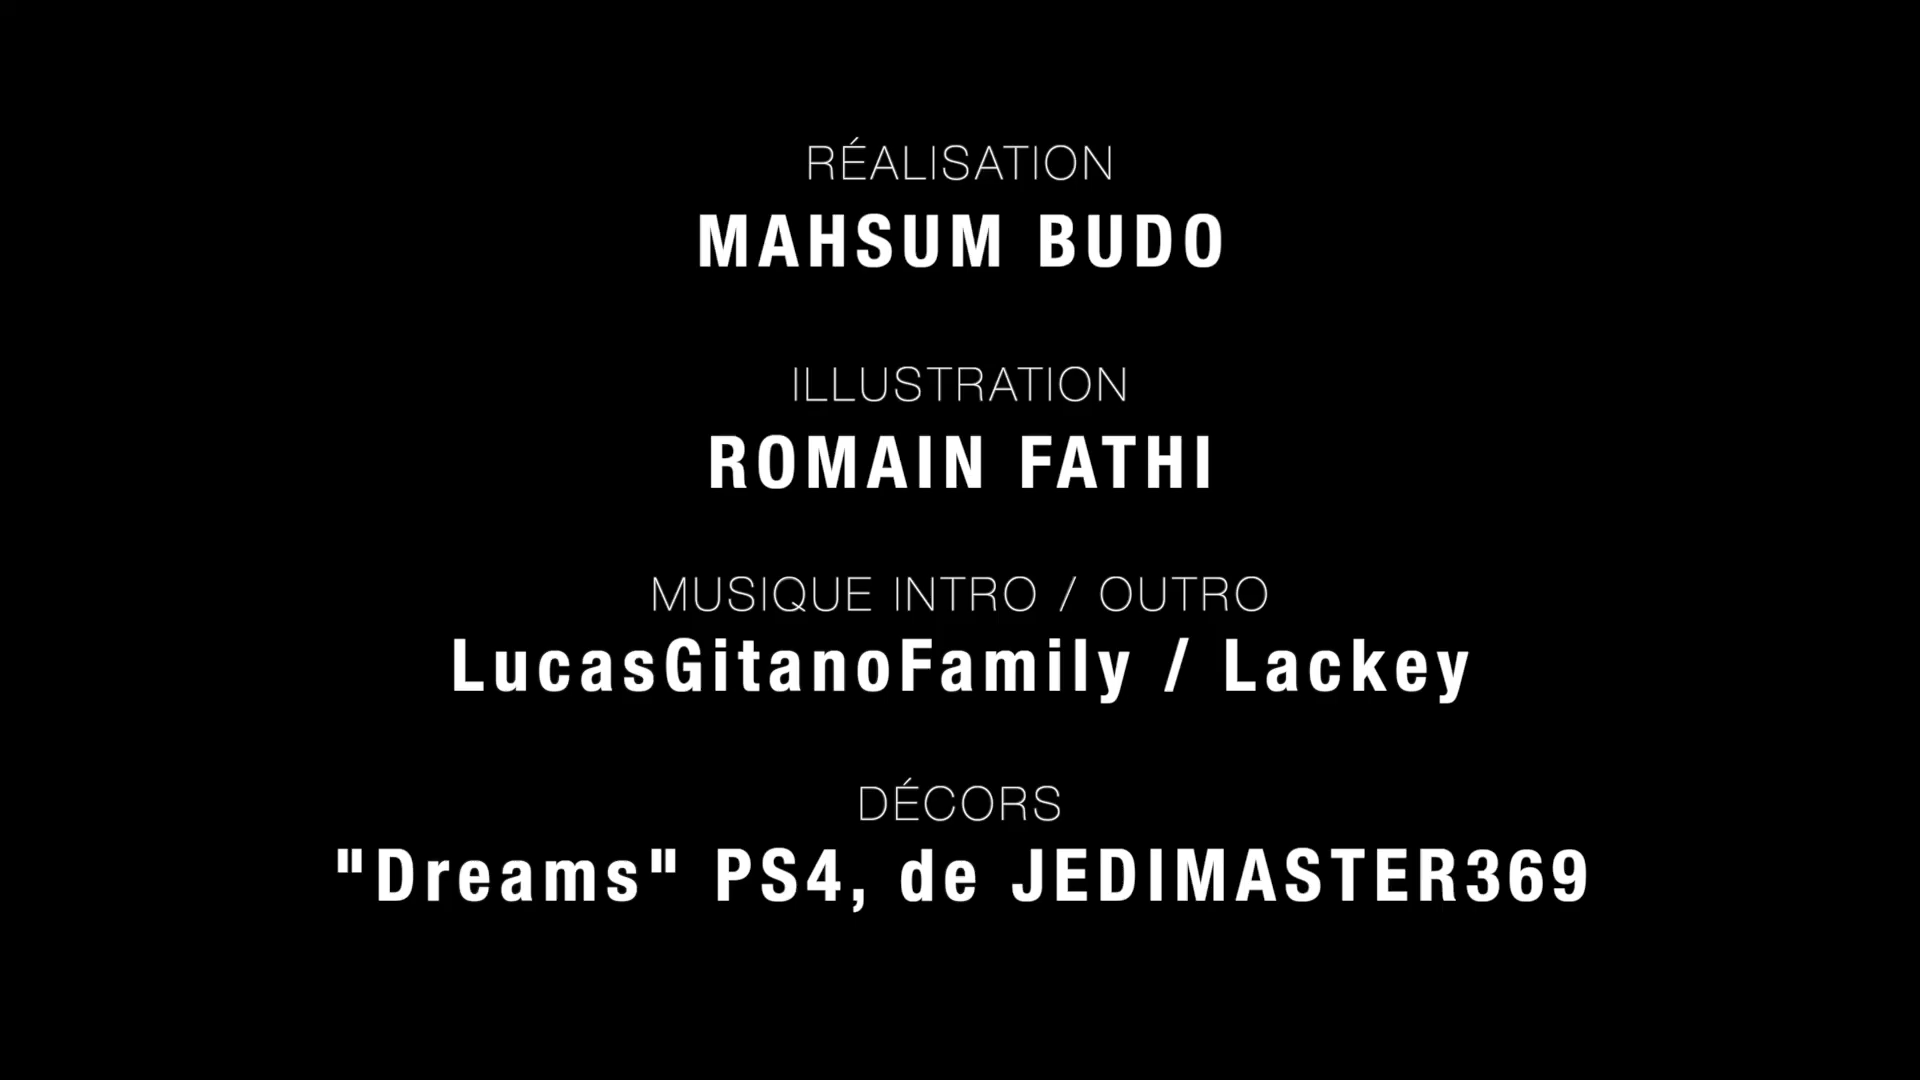 RÉALISATION
MAHSUM BUDO
ILLUSTRATION
ROMAIN FATHI
MUSIQUE INTRO / OUTRO
LucasGitanoFamily / Lackey
DÉCORS
"Dreams" PS4, de JEDIMASTER369